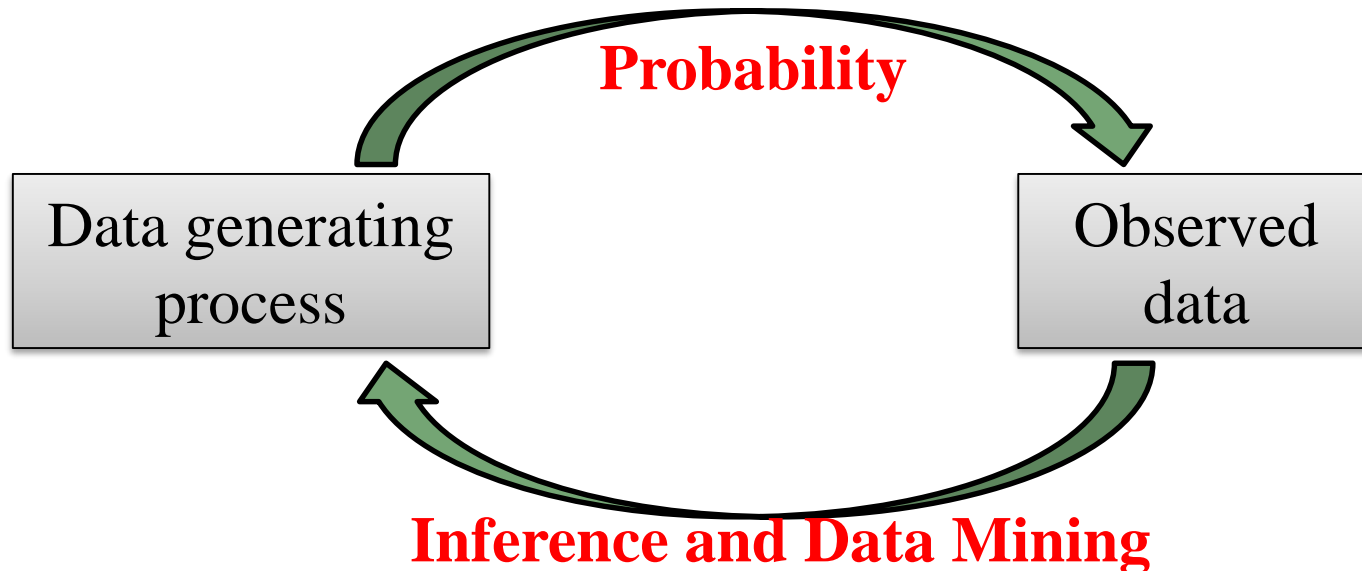 Probability
Data generating
process
Observed
data
Inference and Data Mining